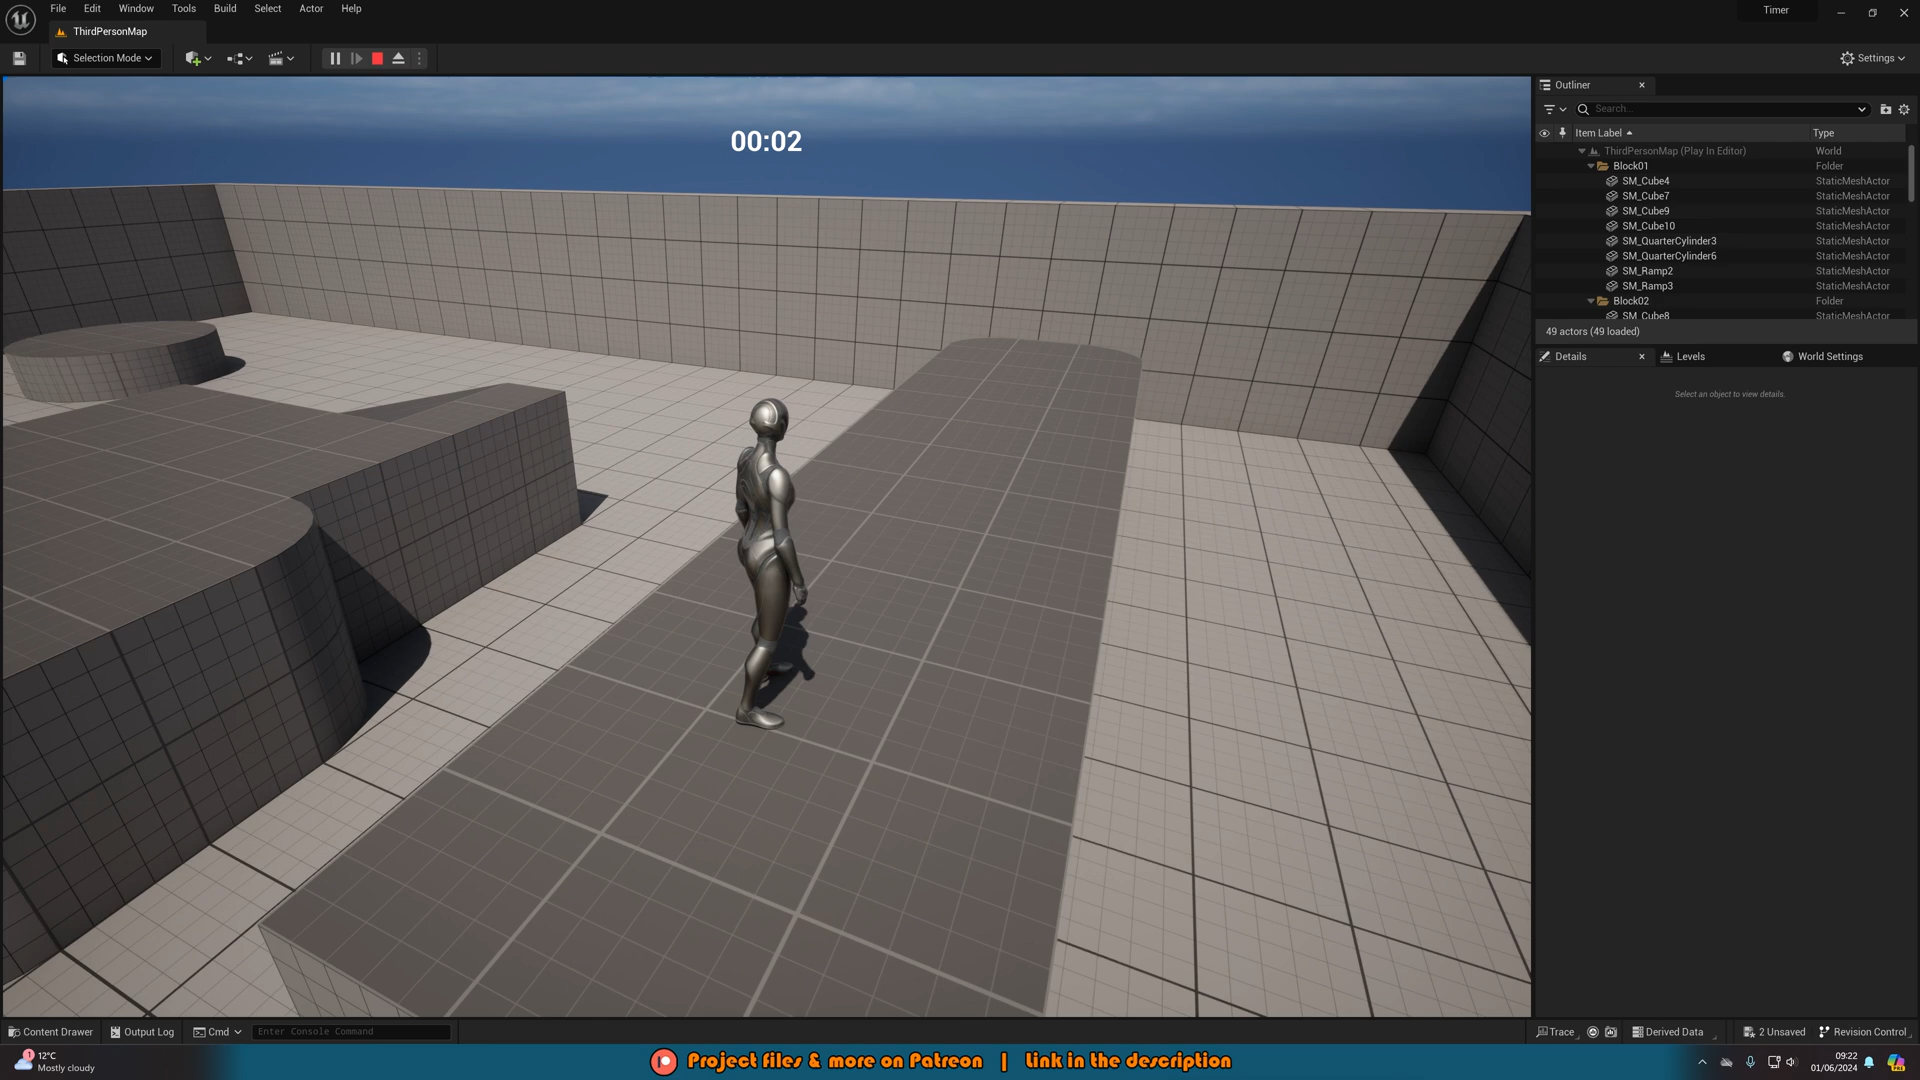 File Edit Window Tools Build Select Actor Help
Timer
ThirdPersonMap
Selection Mode
Settings
00:02
Outliner
Search...
Item Label Type
ThirdPersonMap (Play In Editor) World
Block01 Folder
SM_Cube4 StaticMeshActor
SM_Cube7 StaticMeshActor
SM_Cube9 StaticMeshActor
SM_Cube10 StaticMeshActor
SM_QuarterCylinder3 StaticMeshActor
SM_QuarterCylinder6 StaticMeshActor
SM_Ramp2 StaticMeshActor
SM_Ramp3 StaticMeshActor
Block02 Folder
SM_Cube8 StaticMeshActor
49 actors (49 loaded)
Details Levels World Settings
Select an object to view details.
Content Drawer Output Log Cmd Enter Console Command
Trace Derived Data 2 Unsaved Revision Control
1 12°C
Mostly cloudy
Project files & more on Patreon | Link in the description
09:22
01/06/2024
PRE